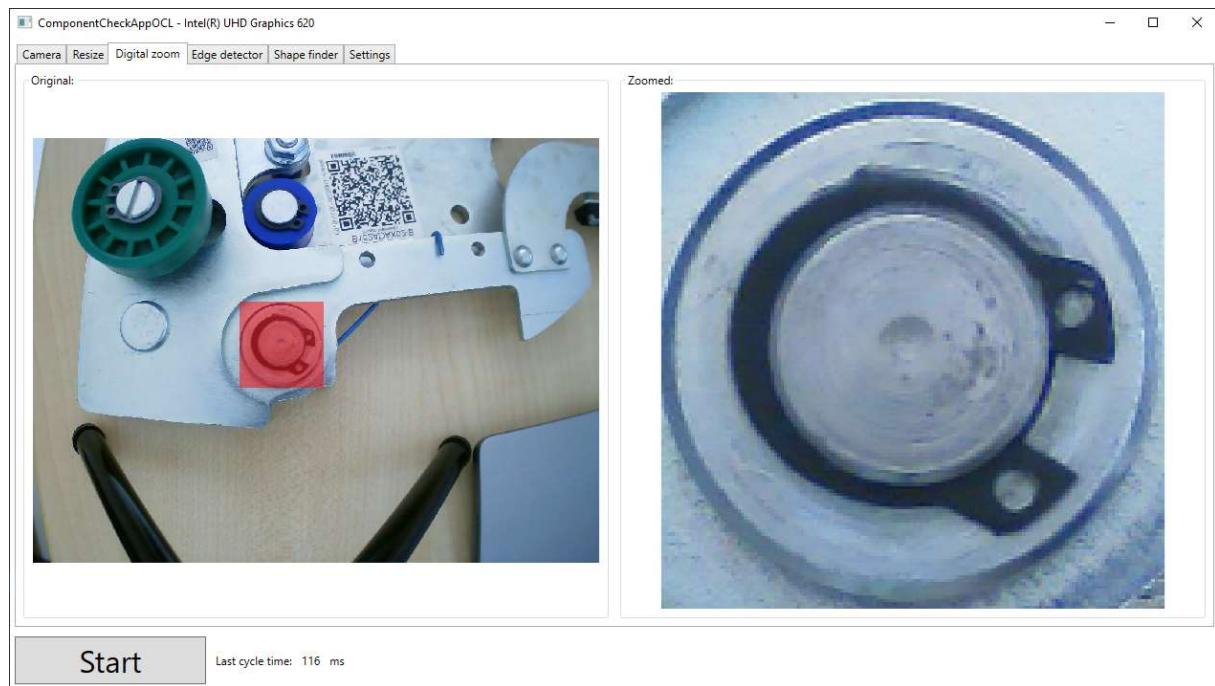 ComponentCheckAppOCL - Intel(R) UHD Graphics 620
Camera Resize Digital zoom Edge detector Shape finder Settings
Original:
Zoomed:
Start
Last cycle time: 116 ms